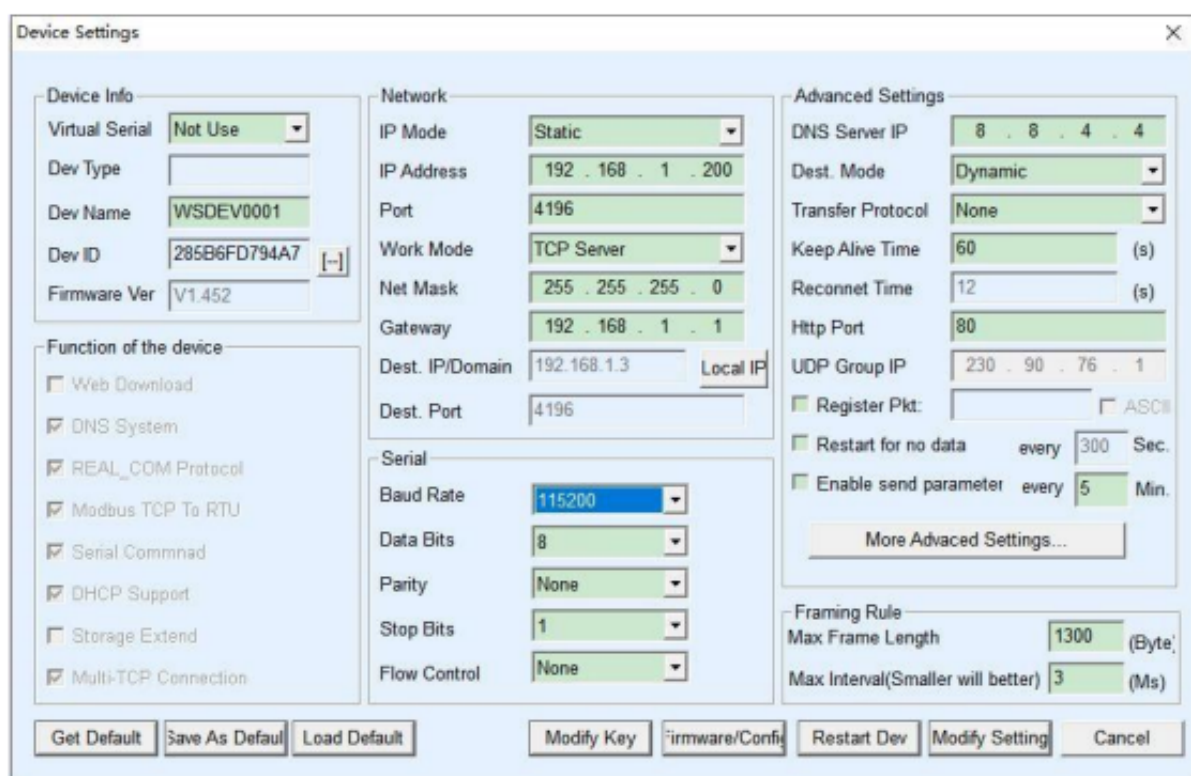 Device Settings
Device Info
Virtual Serial Not Use
Dev Type
Dev Name WSDEV0001
Dev ID 285B6FD794A7 [--]
Firmware Ver V1.452
Function of the device
Web Download
DNS System
REAL_COM Protocol
Modbus TCP To RTU
Serial Commnad
DHCP Support
Storage Extend
Multi-TCP Connection
Network
IP Mode Static
IP Address 192 . 168 . 1 . 200
Port 4196
Work Mode TCP Server
Net Mask 255 . 255 . 255 . 0
Gateway 192 . 168 . 1 . 1
Dest. IP/Domain 192.168.1.3 Local IP
Dest. Port 4196
Serial
Baud Rate 115200
Data Bits 8
Parity None
Stop Bits 1
Flow Control None
Advanced Settings
DNS Server IP 8 . 8 . 4 . 4
Dest. Mode Dynamic
Transfer Protocol None
Keep Alive Time 60 (s)
Reconnet Time 12 (s)
Http Port 80
UDP Group IP 230 . 90 . 76 . 1
Register Pkt: ASCII
Restart for no data every 300 Sec.
Enable send parameter every 5 Min.
More Advaced Settings...
Framing Rule
Max Frame Length 1300 (Byte)
Max Interval(Smaller will better) 3 (Ms)
Get Default Save As Defaul Load Default Modify Key Firmware/Config Restart Dev Modify Setting Cancel